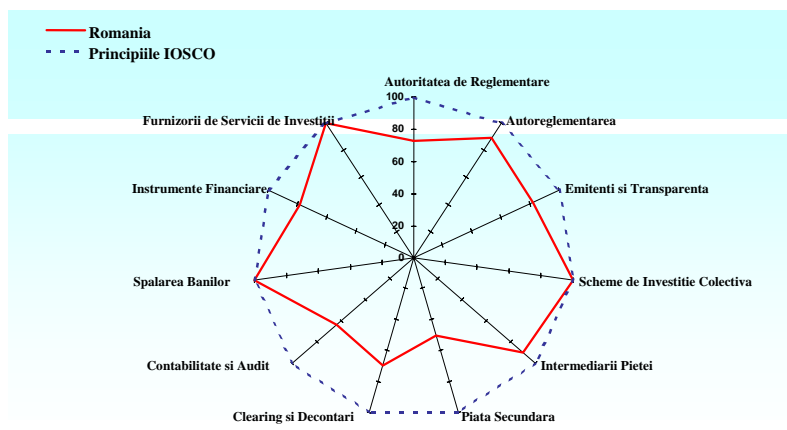 Romania
Principiile IOSCO
Autoritatea de Reglementare
100
Furnizorii de Servicii de Investitii
Autoreglementarea
80
60
Instrumente Financiare
Emitenti si Transparenta
40
20
0
Spalarea Banilor
Scheme de Investitie Colectiva
Contabilitate si Audit
Intermediarii Pietei
Clearing si Decontari
Piata Secundara